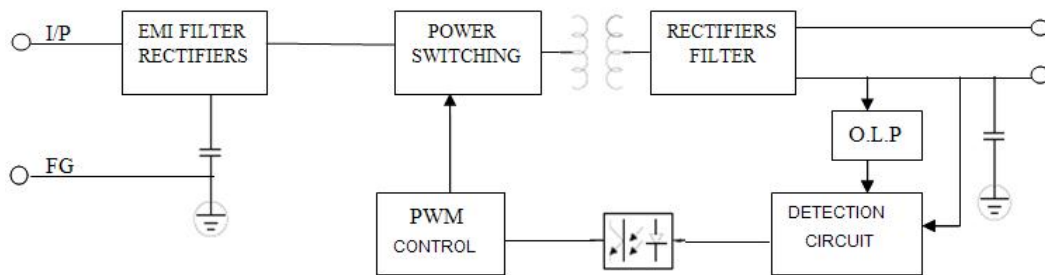 I/P
EMI FILTER
RECTIFIERS
POWER
SWITCHING
RECTIFIERS
FILTER
O.L.P
FG
PWM
CONTROL
DETECTION
CIRCUIT